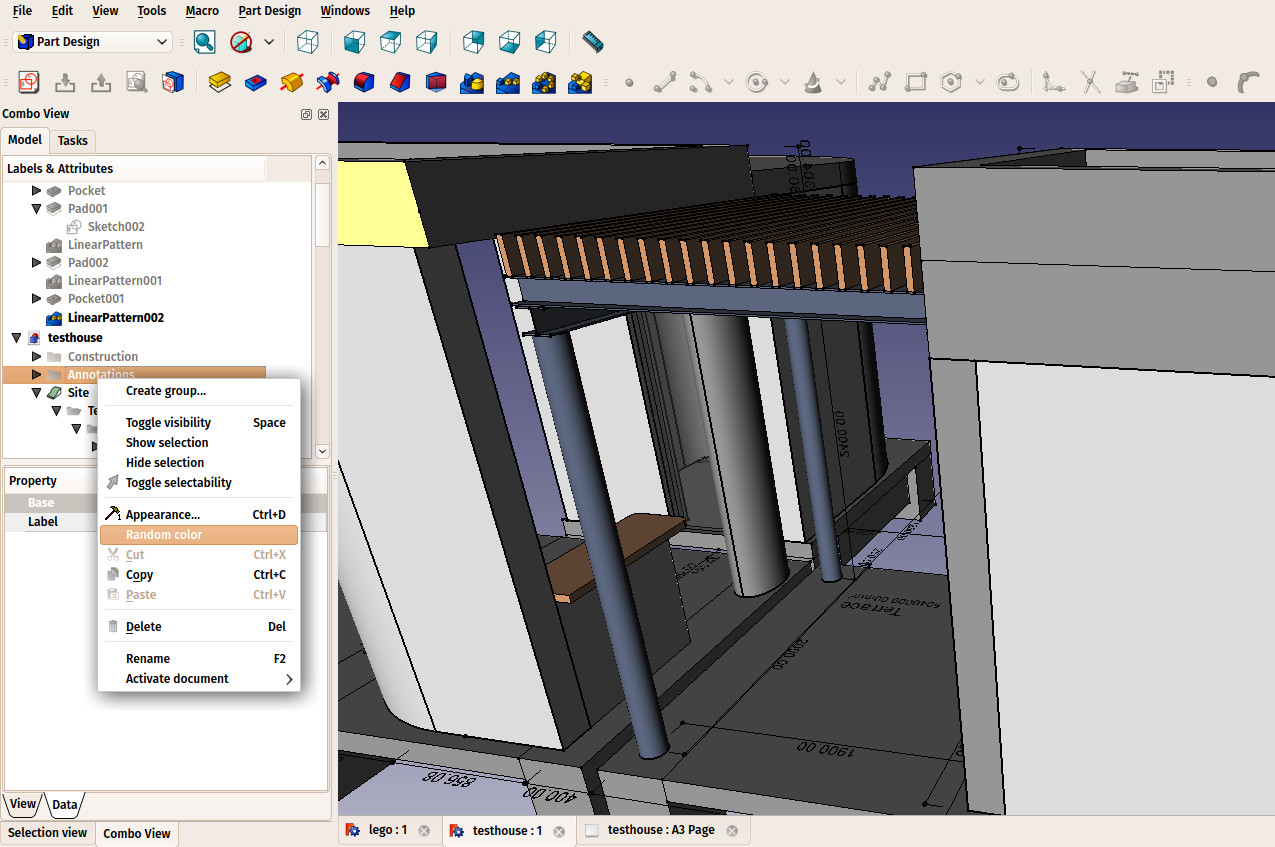 File Edit View Tools Macro Part Design Windows Help
Part Design
Combo View
Model Tasks
Labels & Attributes
Pocket
Pad001
Sketch002
LinearPattern
Pad002
LinearPattern001
Pocket001
LinearPattern002
testhouse
Construction
Annotations
Site
Te
Create group...
Toggle visibility Space
Show selection
Hide selection
Toggle selectability
Appearance... Ctrl+D
Random color
Cut Ctrl+X
Copy Ctrl+C
Paste Ctrl+V
Delete Del
Rename F2
Activate document
Property
Base
Label
View Data
Selection view Combo View
2400.00
Terrace
5040000.00 mm²
2000.00
1900.00
856.08
400.00
lego : 1 testhouse : 1 testhouse : A3 Page